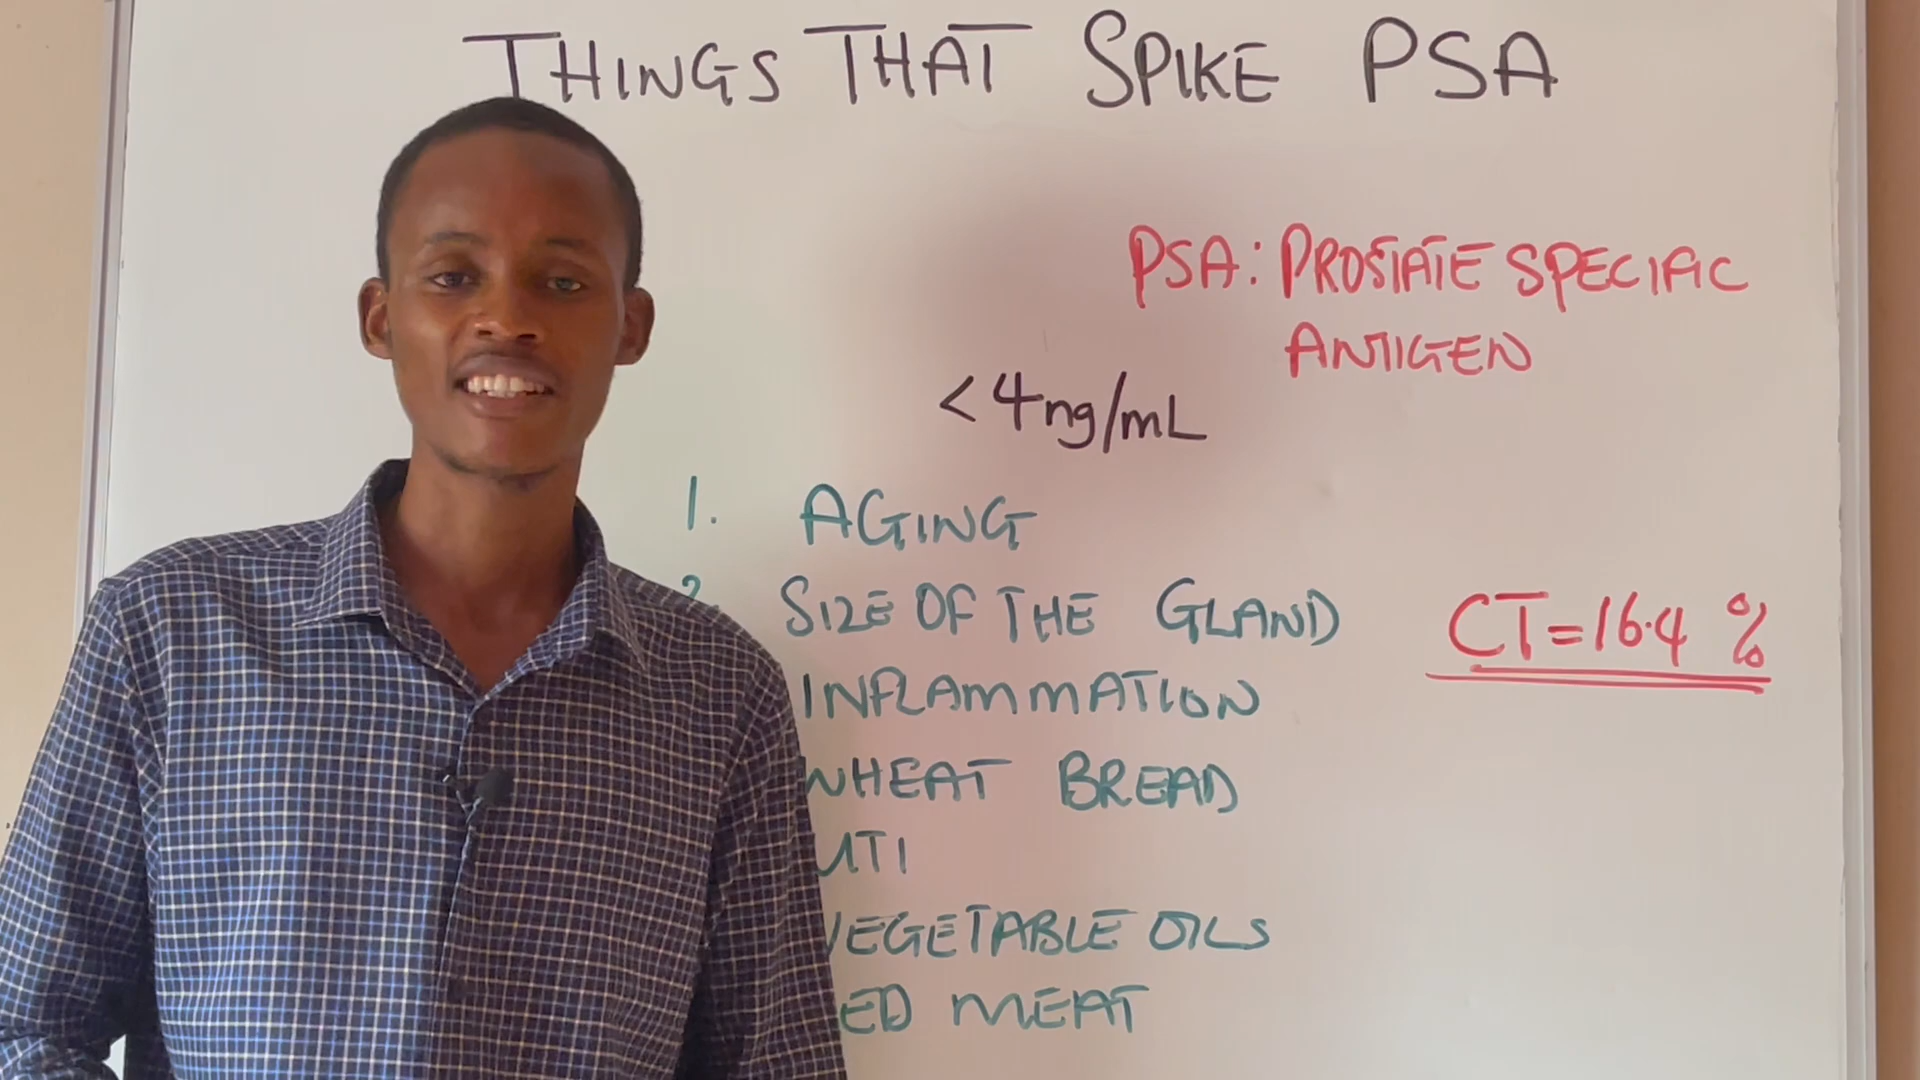 THINGS THAT SPIKE PSA
PSA: PROSTATE SPECIFIC
ANTIGEN
<4ng/mL
1. AGING
2. SIZE OF THE GLAND
CT=16.4 %
INFLAMMATION
WHEAT BREAD
UTI
VEGETABLE OILS
ED MEAT